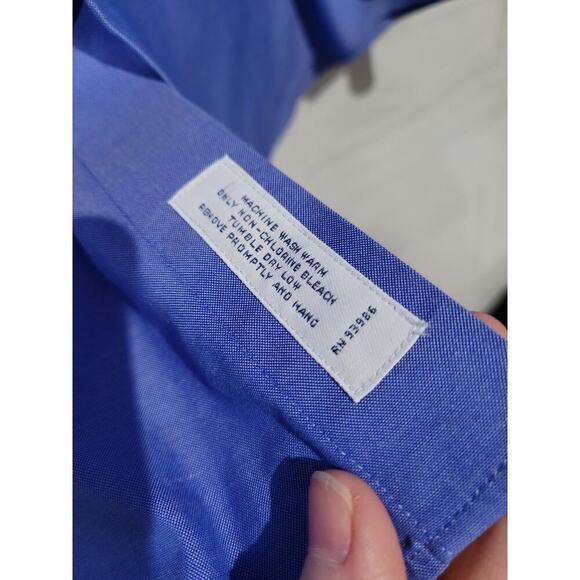 MACHINE WASH WARM
ONLY NON-CHLORINE BLEACH
TUMBLE DRY LOW
REMOVE PROMPTLY AND HANG
RN 93986